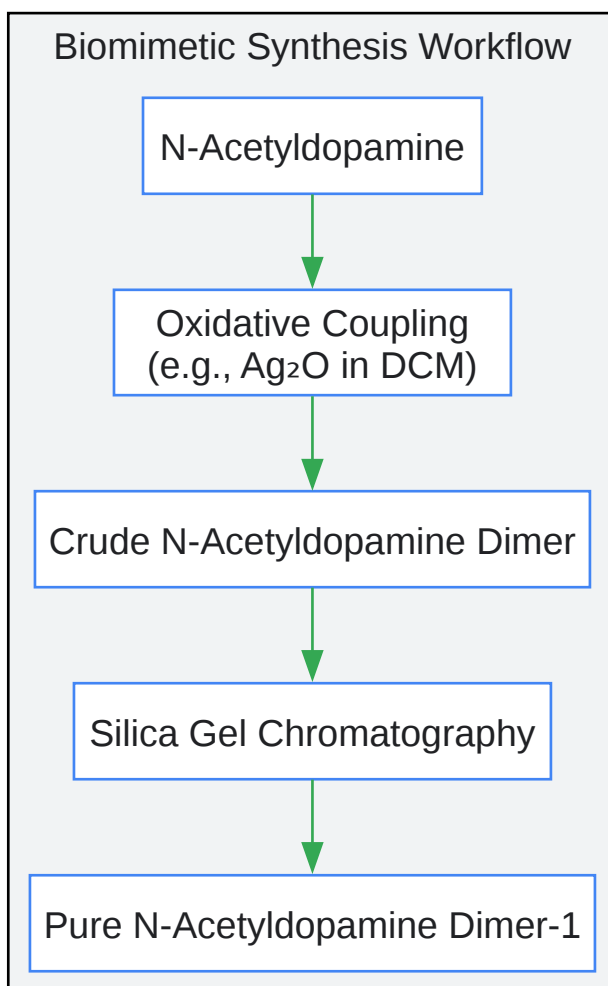 Biomimetic Synthesis Workflow
N-Acetyldopamine
Oxidative Coupling
(e.g., Ag₂O in DCM)
Crude N-Acetyldopamine Dimer
Silica Gel Chromatography
Pure N-Acetyldopamine Dimer-1